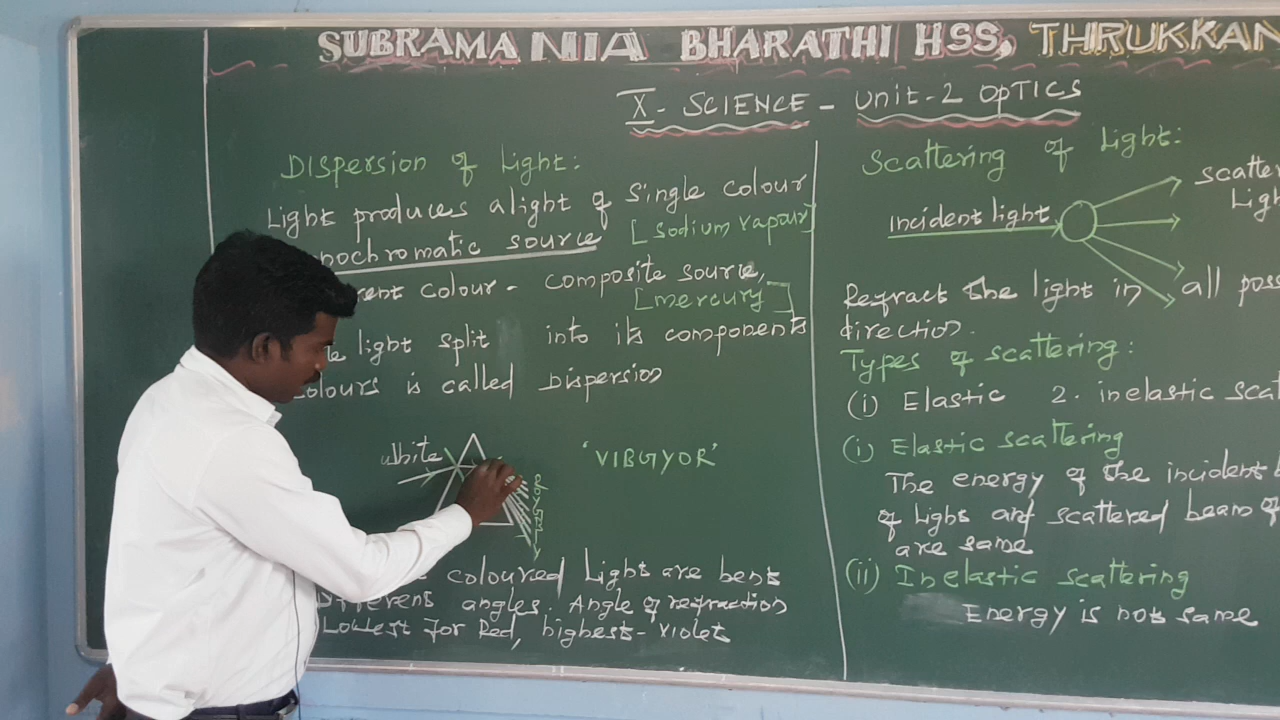 SUBRAMANIA BHARATHI HSS, THRUKKAN
X - SCIENCE - Unit-2 OPTICS
Dispersion of Light:
Light produces a light of single colour
nochromatic source [sodium vapour]
rent colour - composite source,
[mercury]
light split into its components
colours is called Dispersion
white
'VIBGYOR'
coloured Light are bent
Different angles. Angle of refraction
Lowest for Red, highest - violet
Scattering of Light:
scatter
Ligh
incident light
Refract the light in all poss
direction.
Types of scattering:
(i) Elastic 2. inelastic scat
(i) Elastic scattering
The energy of the incident b
of Light and scattered beam of
are same
(ii) Inelastic scattering
Energy is not same